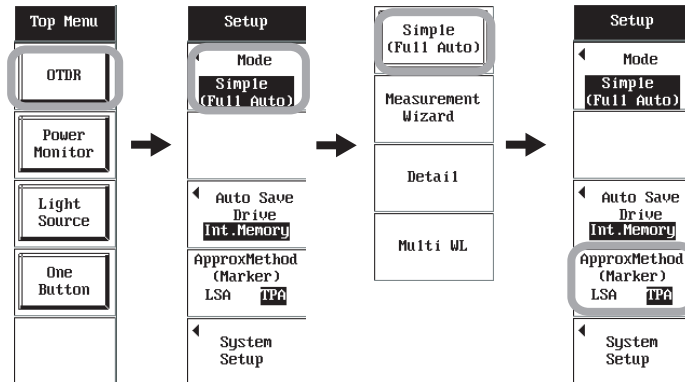 Top Menu
OTDR
Power
Monitor
Light
Source
One
Button
Setup
Mode
Simple
(Full Auto)
Auto Save
Drive
Int.Memory
ApproxMethod
(Marker)
LSA TPA
System
Setup
Simple
(Full Auto)
Measurement
Wizard
Detail
Multi WL
Setup
Mode
Simple
(Full Auto)
Auto Save
Drive
Int.Memory
ApproxMethod
(Marker)
LSA TPA
System
Setup